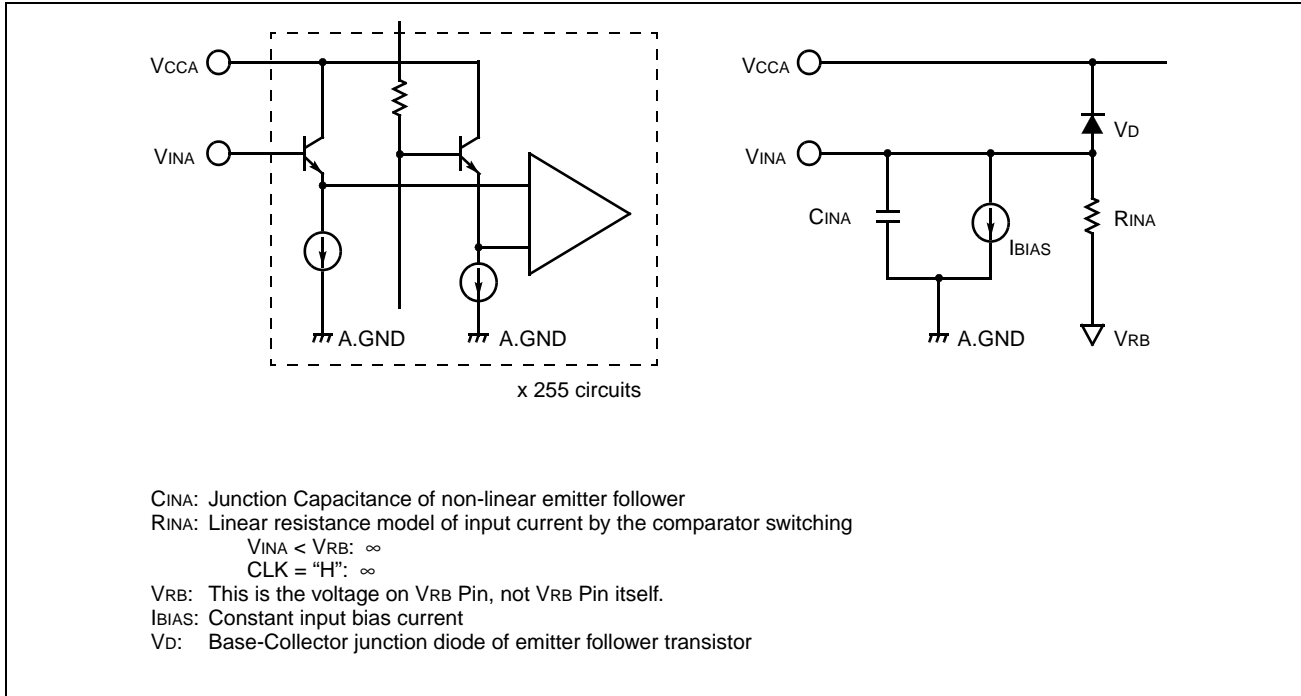 VCCA
VINA
A.GND
A.GND
x 255 circuits
VCCA
VD
VINA
CINA
RINA
IBIAS
A.GND
VRB
CINA: Junction Capacitance of non-linear emitter follower
RINA: Linear resistance model of input current by the comparator switching
VINA < VRB: ∞
CLK = “H”: ∞
VRB: This is the voltage on VRB Pin, not VRB Pin itself.
IBIAS: Constant input bias current
VD: Base-Collector junction diode of emitter follower transistor